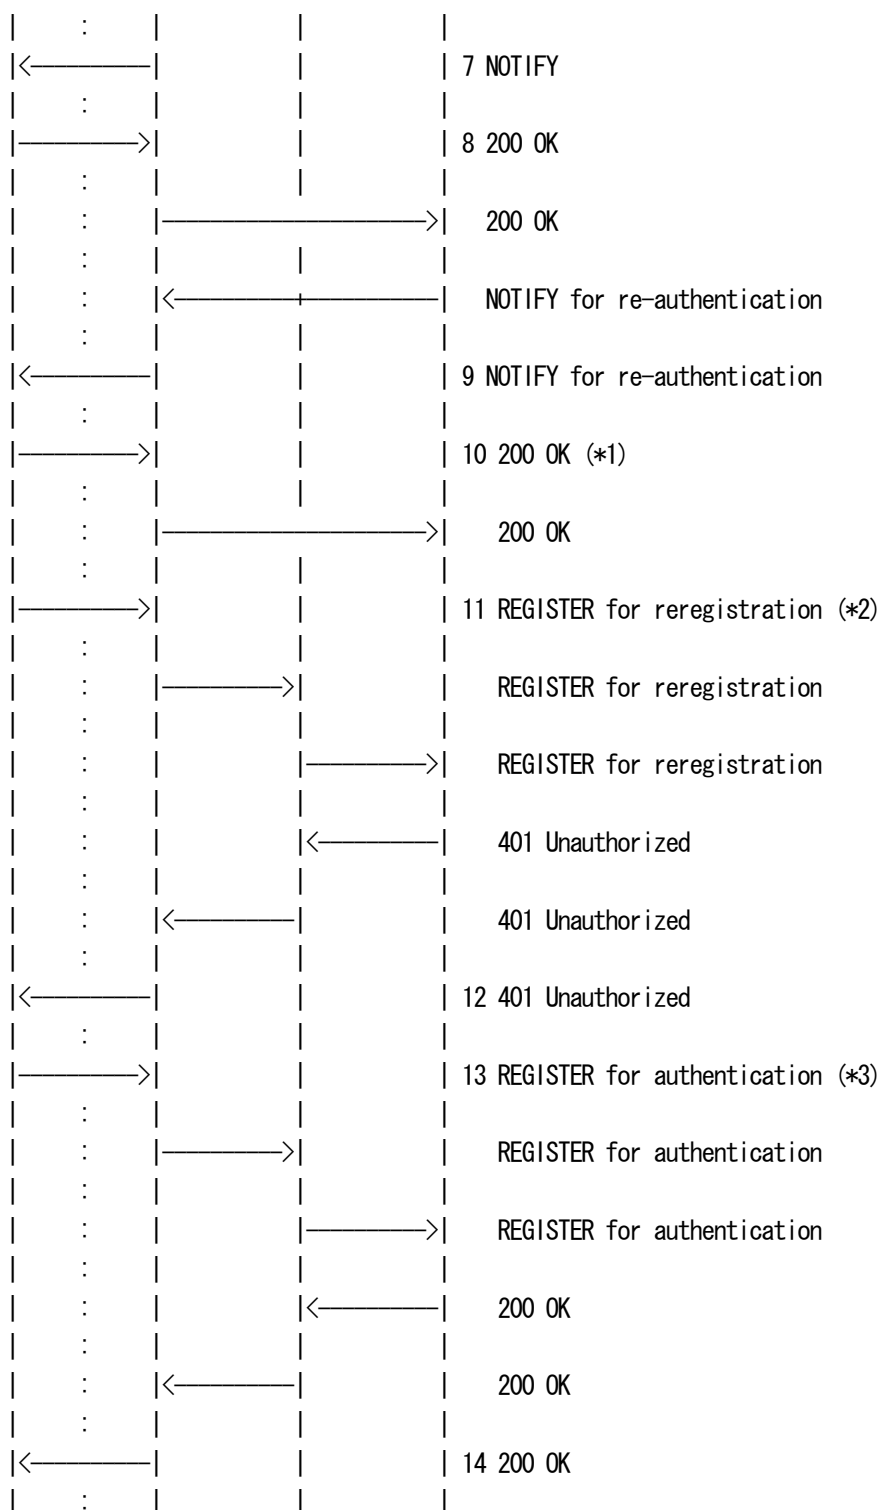 |     :     |           |           |
|<----------|           |           | 7 NOTIFY
|     :     |           |           |
|---------->|           |           | 8 200 OK
|     :     |           |           |
|     :     |---------------------->|   200 OK
|     :     |           |           |
|     :     |<----------+-----------|   NOTIFY for re-authentication
|     :     |           |           |
|<----------|           |           | 9 NOTIFY for re-authentication
|     :     |           |           |
|---------->|           |           | 10 200 OK (*1)
|     :     |           |           |
|     :     |---------------------->|    200 OK
|     :     |           |           |
|---------->|           |           | 11 REGISTER for reregistration (*2)
|     :     |           |           |
|     :     |---------->|           |    REGISTER for reregistration
|     :     |           |           |
|     :     |           |---------->|    REGISTER for reregistration
|     :     |           |           |
|     :     |           |<----------|    401 Unauthorized
|     :     |           |           |
|     :     |<----------|           |    401 Unauthorized
|     :     |           |           |
|<----------|           |           | 12 401 Unauthorized
|     :     |           |           |
|---------->|           |           | 13 REGISTER for authentication (*3)
|     :     |           |           |
|     :     |---------->|           |    REGISTER for authentication
|     :     |           |           |
|     :     |           |---------->|    REGISTER for authentication
|     :     |           |           |
|     :     |           |<----------|    200 OK
|     :     |           |           |
|     :     |<----------|           |    200 OK
|     :     |           |           |
|<----------|           |           | 14 200 OK
|     :     |           |           |